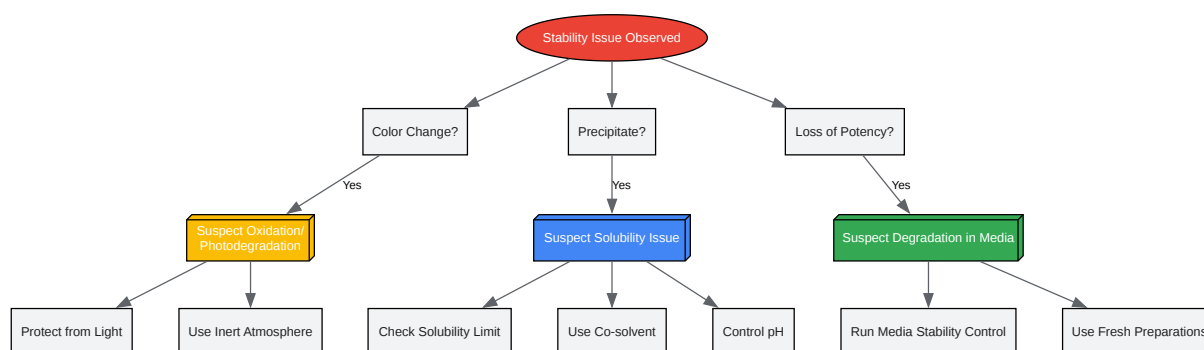 Stability Issue Observed
Color Change?
Precipitate?
Loss of Potency?
Yes
Yes
Yes
Suspect Oxidation/
Photodegradation
Suspect Solubility Issue
Suspect Degradation in Media
Protect from Light
Use Inert Atmosphere
Check Solubility Limit
Use Co-solvent
Control pH
Run Media Stability Control
Use Fresh Preparations